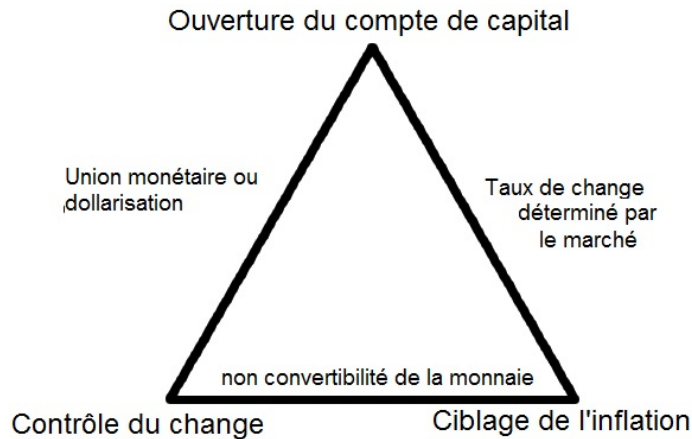 Ouverture du compte de capital
Union monétaire ou
dollarisation
Taux de change
déterminé par
le marché
non convertibilité de la monnaie
Contrôle du change
Ciblage de l'inflation